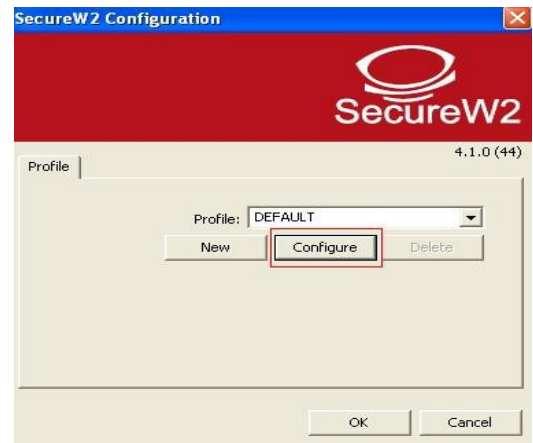 SecureW2 Configuration
SecureW2
4.1.0 (44)
Profile
Profile: DEFAULT
New Configure Delete
OK Cancel